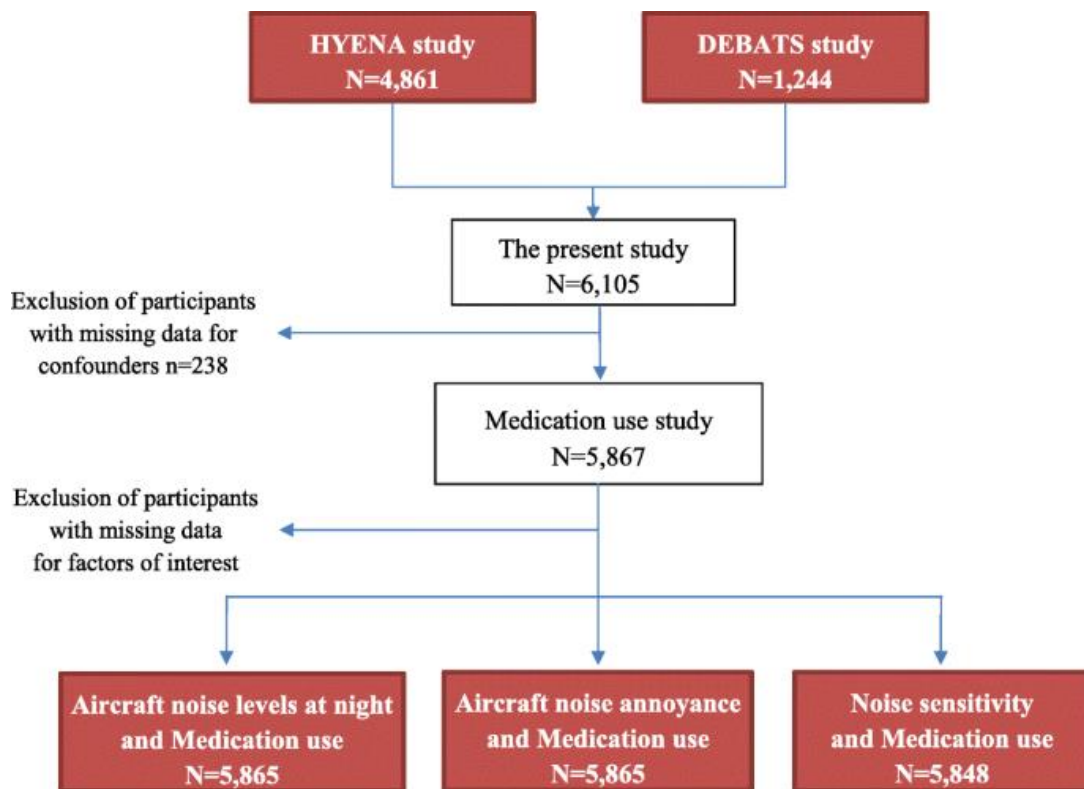 HYENA study
N=4,861
DEBATS study
N=1,244
The present study
N=6,105
Exclusion of participants
with missing data for
confounders n=238
Medication use study
N=5,867
Exclusion of participants
with missing data
for factors of interest
Aircraft noise levels at night
and Medication use
N=5,865
Aircraft noise annoyance
and Medication use
N=5,865
Noise sensitivity
and Medication use
N=5,848